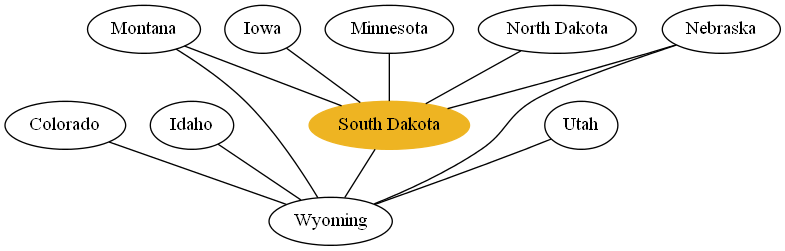 Montana
Iowa
Minnesota
North Dakota
Nebraska
Colorado
Idaho
South Dakota
Utah
Wyoming